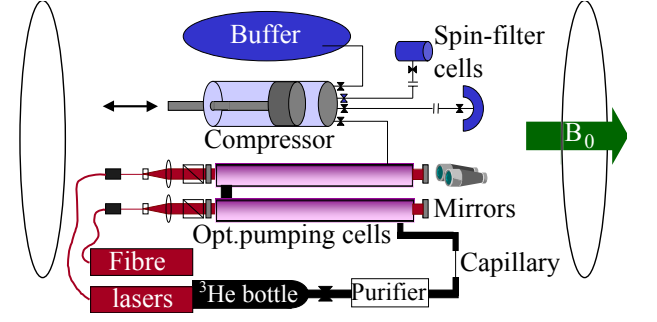 Buffer
Spin-filter
cells
Compressor
B₀
Mirrors
Opt.pumping cells
Capillary
Fibre
lasers
³He bottle
Purifier